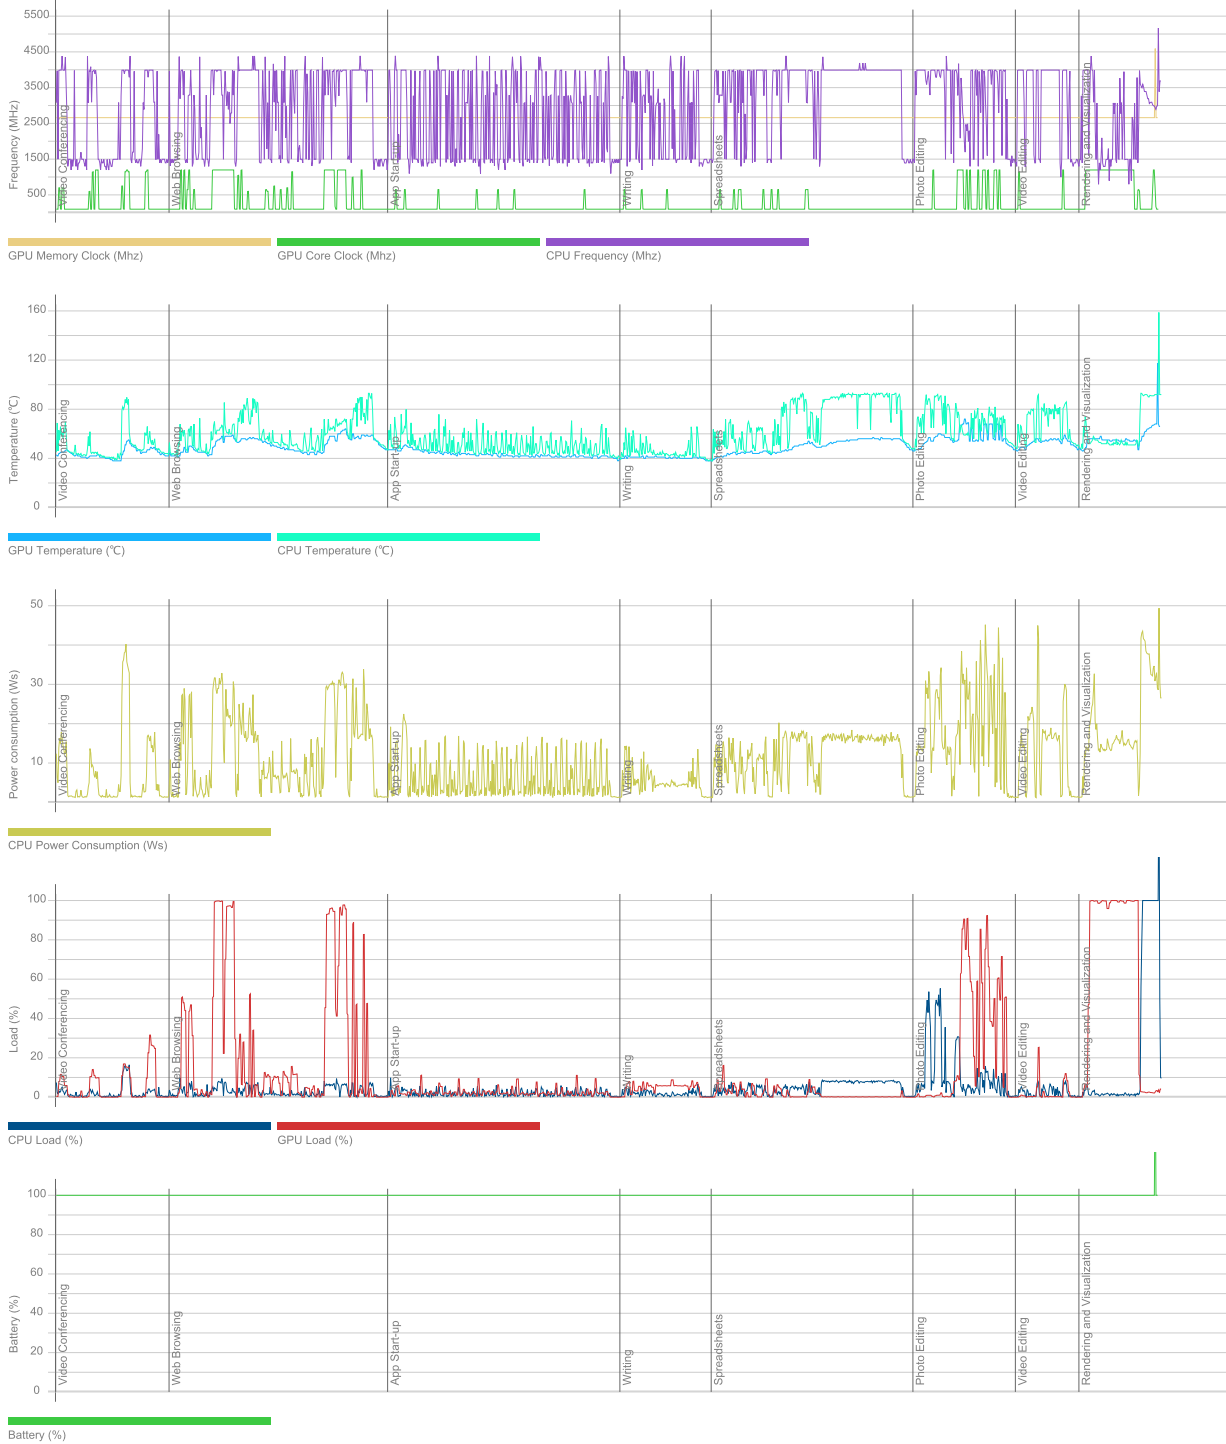 5500
4500
3500
2500
1500
500
Frequency (MHz)
Video Conferencing
Web Browsing
App Start-up
Writing
Spreadsheets
Photo Editing
Video Editing
Rendering and Visualization
GPU Memory Clock (Mhz)
GPU Core Clock (Mhz)
CPU Frequency (Mhz)
160
120
80
40
0
Temperature (℃)
Video Conferencing
Web Browsing
App Start-up
Writing
Spreadsheets
Photo Editing
Video Editing
Rendering and Visualization
GPU Temperature (℃)
CPU Temperature (℃)
50
30
10
Power consumption (Ws)
Video Conferencing
Web Browsing
App Start-up
Writing
Spreadsheets
Photo Editing
Video Editing
Rendering and Visualization
CPU Power Consumption (Ws)
100
80
60
40
20
0
Load (%)
Video Conferencing
Web Browsing
App Start-up
Writing
Spreadsheets
Photo Editing
Video Editing
Rendering and Visualization
CPU Load (%)
GPU Load (%)
100
80
60
40
20
0
Battery (%)
Video Conferencing
Web Browsing
App Start-up
Writing
Spreadsheets
Photo Editing
Video Editing
Rendering and Visualization
Battery (%)